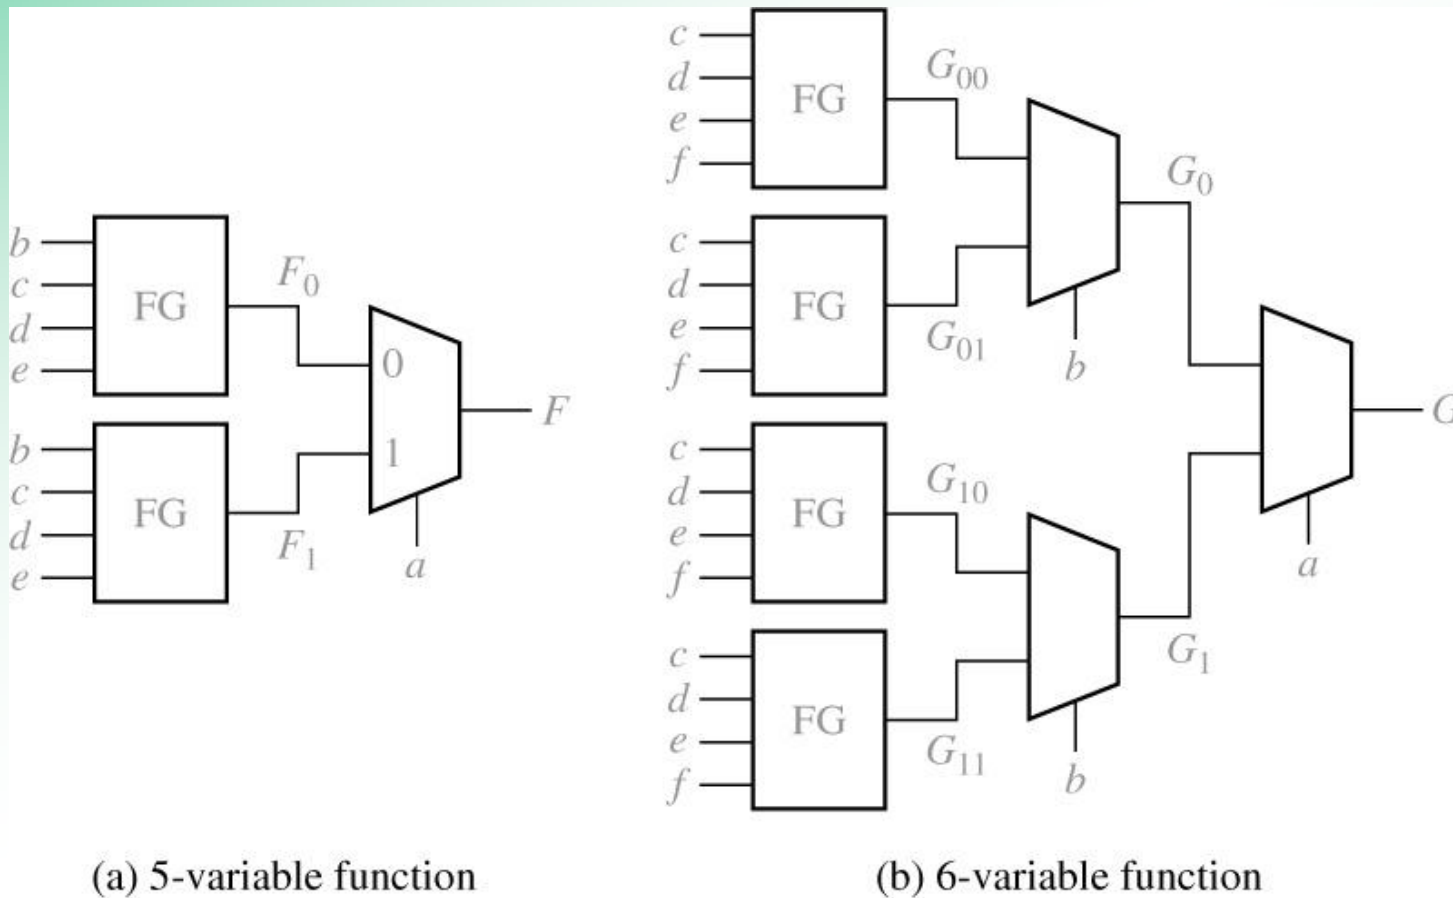 b
c
d
e
FG
F₀
b
c
d
e
FG
F₁
0
1
a
F
(a) 5-variable function
c
d
e
f
FG
G₀₀
c
d
e
f
FG
G₀₁
b
G₀
c
d
e
f
FG
G₁₀
c
d
e
f
FG
G₁₁
b
G₁
a
G
(b) 6-variable function